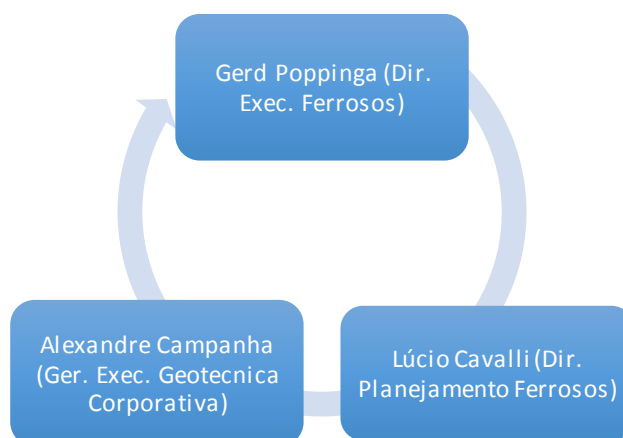 Gerd Poppinga (Dir.
Exec. Ferrosos)
Alexandre Campanha
(Ger. Exec. Geotecnica
Corporativa)
Lúcio Cavalli (Dir.
Planejamento Ferrosos)